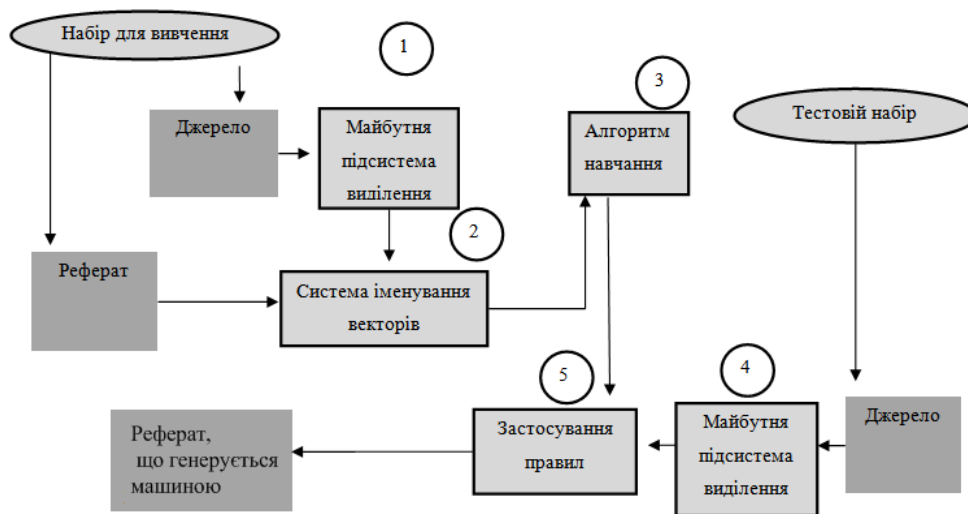 Набір для вивчення
1
3
Джерело
Майбутня
підсистема
виділення
Алгоритм
навчання
Тестовій набір
2
Реферат
Система іменування
векторів
5
4
Реферат,
що генерується
машиною
Застосування
правил
Майбутня
підсистема
виділення
Джерело